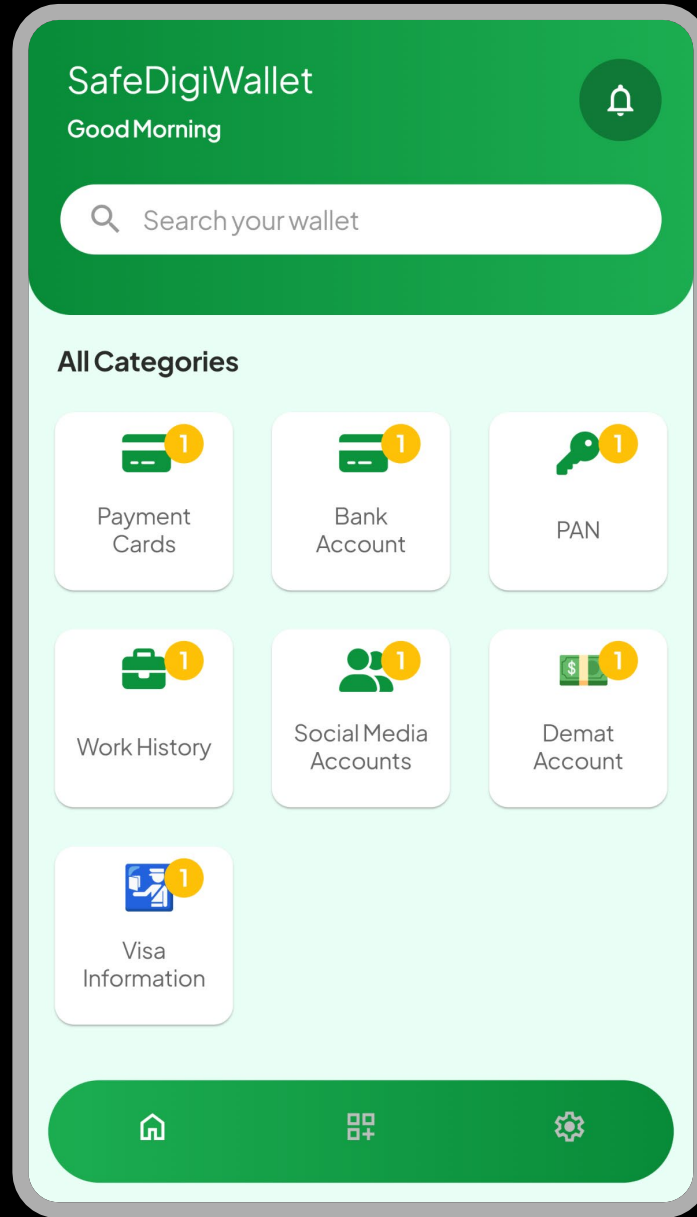 SafeDigiWallet
Good Morning
Search your wallet
All Categories
1
1
1
Payment
Cards
Bank
Account
PAN
1
1
1
Work History
Social Media
Accounts
Demat
Account
$
1
Visa
Information